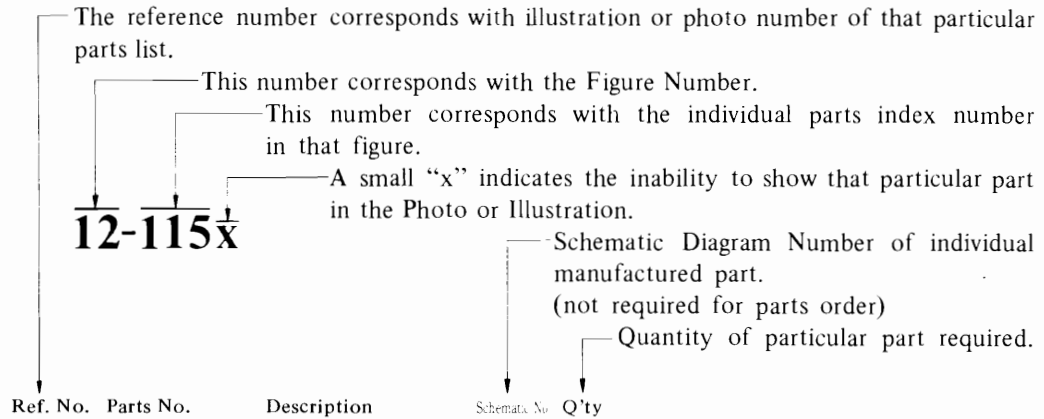 The reference number corresponds with illustration or photo number of that particular
parts list.
This number corresponds with the Figure Number.
This number corresponds with the individual parts index number
in that figure.
A small “x” indicates the inability to show that particular part
in the Photo or Illustration.
12-115x
Schematic Diagram Number of individual
manufactured part.
(not required for parts order)
Quantity of particular part required.
Ref. No. Parts No. Description Schematic No Q'ty